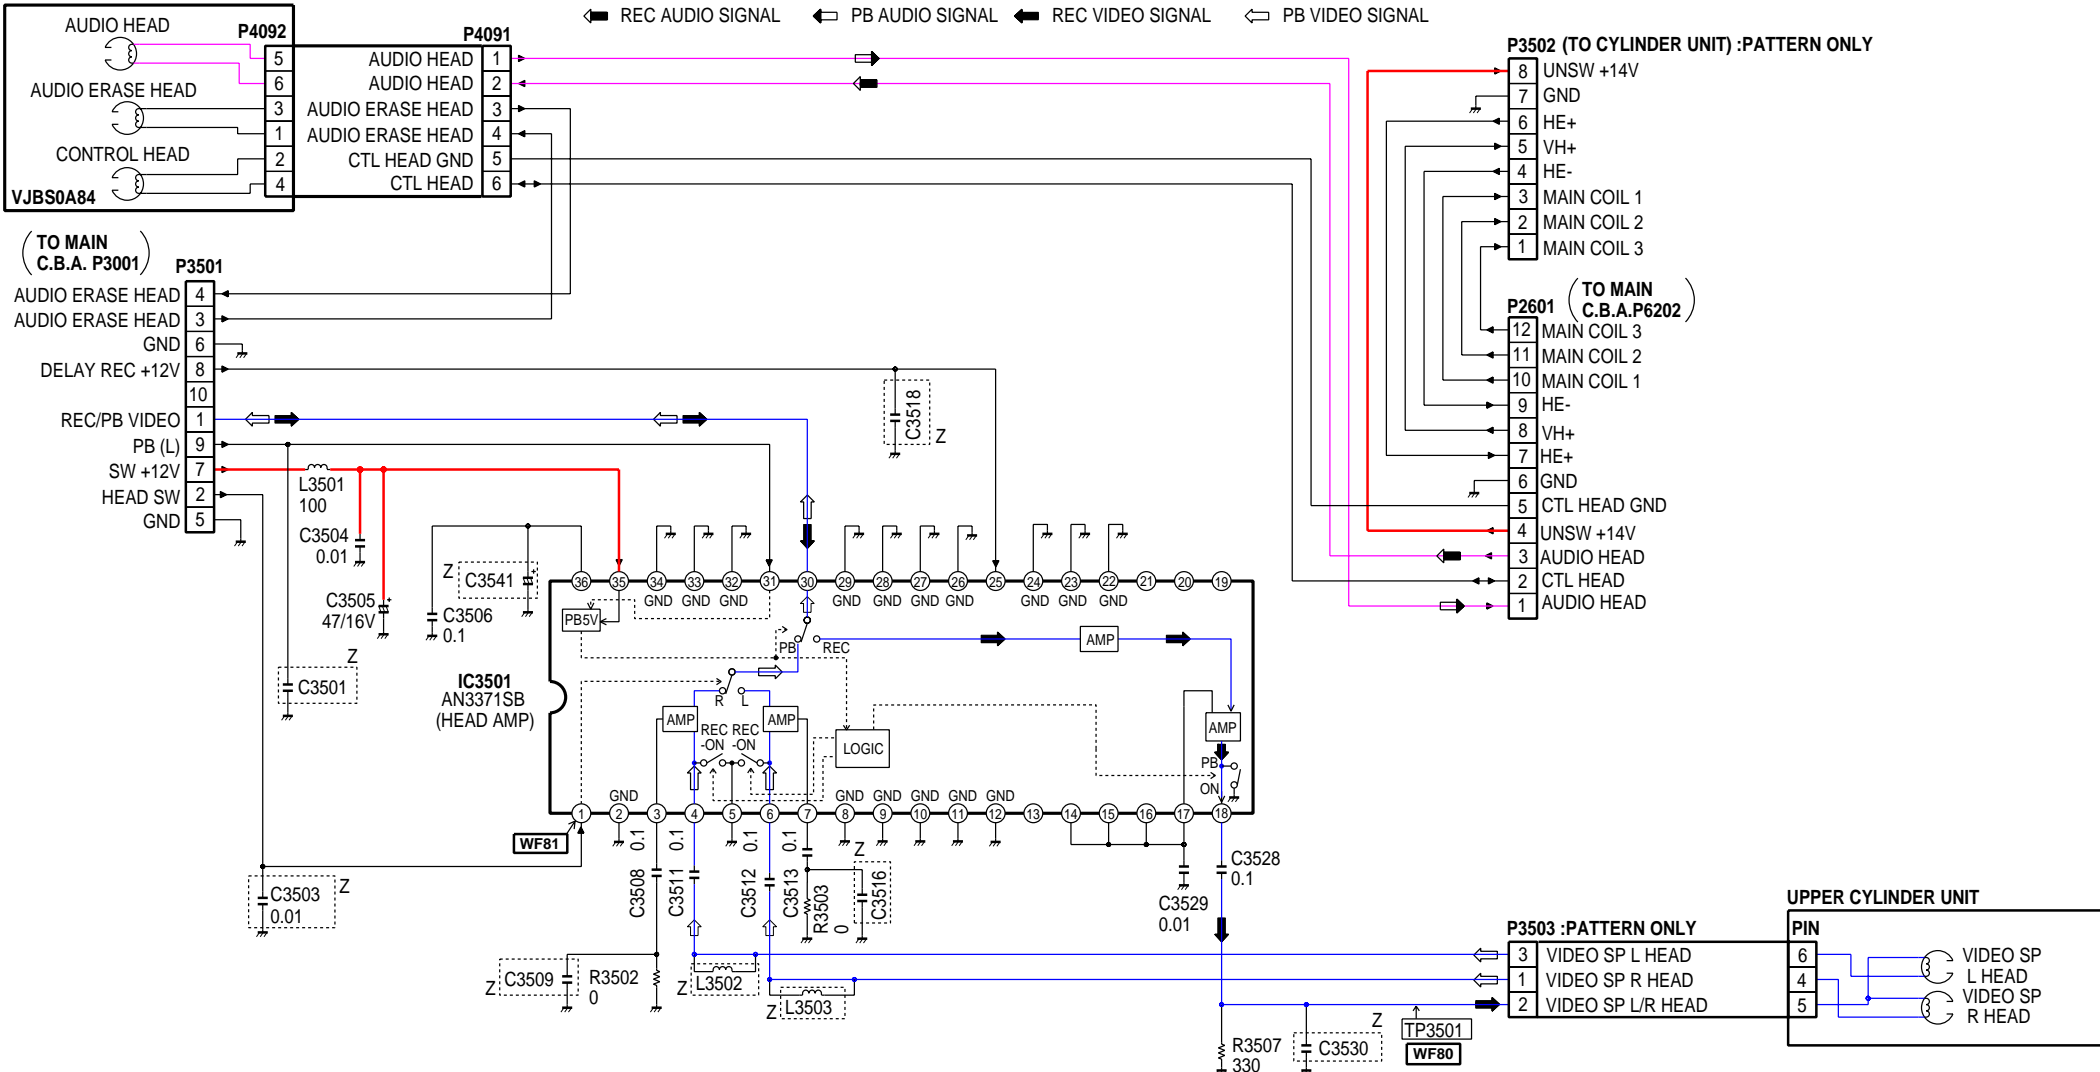 REC AUDIO SIGNAL
PB AUDIO SIGNAL
REC VIDEO SIGNAL
PB VIDEO SIGNAL
AUDIO HEAD
AUDIO ERASE HEAD
CONTROL HEAD
VJBS0A84
P4092
5
6
3
1
2
4
P4091
AUDIO HEAD 1
AUDIO HEAD 2
AUDIO ERASE HEAD 3
AUDIO ERASE HEAD 4
CTL HEAD GND 5
CTL HEAD 6
P3502 (TO CYLINDER UNIT) :PATTERN ONLY
8 UNSW +14V
7 GND
6 HE+
5 VH+
4 HE-
3 MAIN COIL 1
2 MAIN COIL 2
1 MAIN COIL 3
(TO MAIN
C.B.A. P3001)
P3501
AUDIO ERASE HEAD 4
AUDIO ERASE HEAD 3
GND 6
DELAY REC +12V 8
10
REC/PB VIDEO 1
PB (L) 9
SW +12V 7
HEAD SW 2
GND 5
P2601
(TO MAIN
C.B.A.P6202)
12 MAIN COIL 3
11 MAIN COIL 2
10 MAIN COIL 1
9 HE-
8 VH+
7 HE+
6 GND
5 CTL HEAD GND
4 UNSW +14V
3 AUDIO HEAD
2 CTL HEAD
1 AUDIO HEAD
C3518
Z
L3501
100
C3504
0.01
C3505
47/16V
+
Z
C3541
+
C3506
0.1
Z
C3501
36 35 34 33 32 31 30 29 28 27 26 25 24 23 22 21 20 19
GND GND GND GND GND GND GND GND GND GND
PB5V
PB REC
AMP
IC3501
AN3371SB
(HEAD AMP)
R L
AMP
AMP
REC
-ON
REC
-ON
LOGIC
AMP
PB
ON
GND GND GND GND GND GND
1 2 3 4 5 6 7 8 9 10 11 12 13 14 15 16 17 18
WF81
C3503
0.01
Z
C3508
0.1
C3511
0.1
C3512
0.1
C3513
0.1
R3503
0
C3516
Z
C3529
0.01
C3528
0.1
Z
C3509
R3502
0
Z
L3502
Z
L3503
R3507
330
C3530
Z
TP3501
WF80
P3503 :PATTERN ONLY
3 VIDEO SP L HEAD
1 VIDEO SP R HEAD
2 VIDEO SP L/R HEAD
UPPER CYLINDER UNIT
PIN
6
4
5
VIDEO SP
L HEAD
VIDEO SP
R HEAD